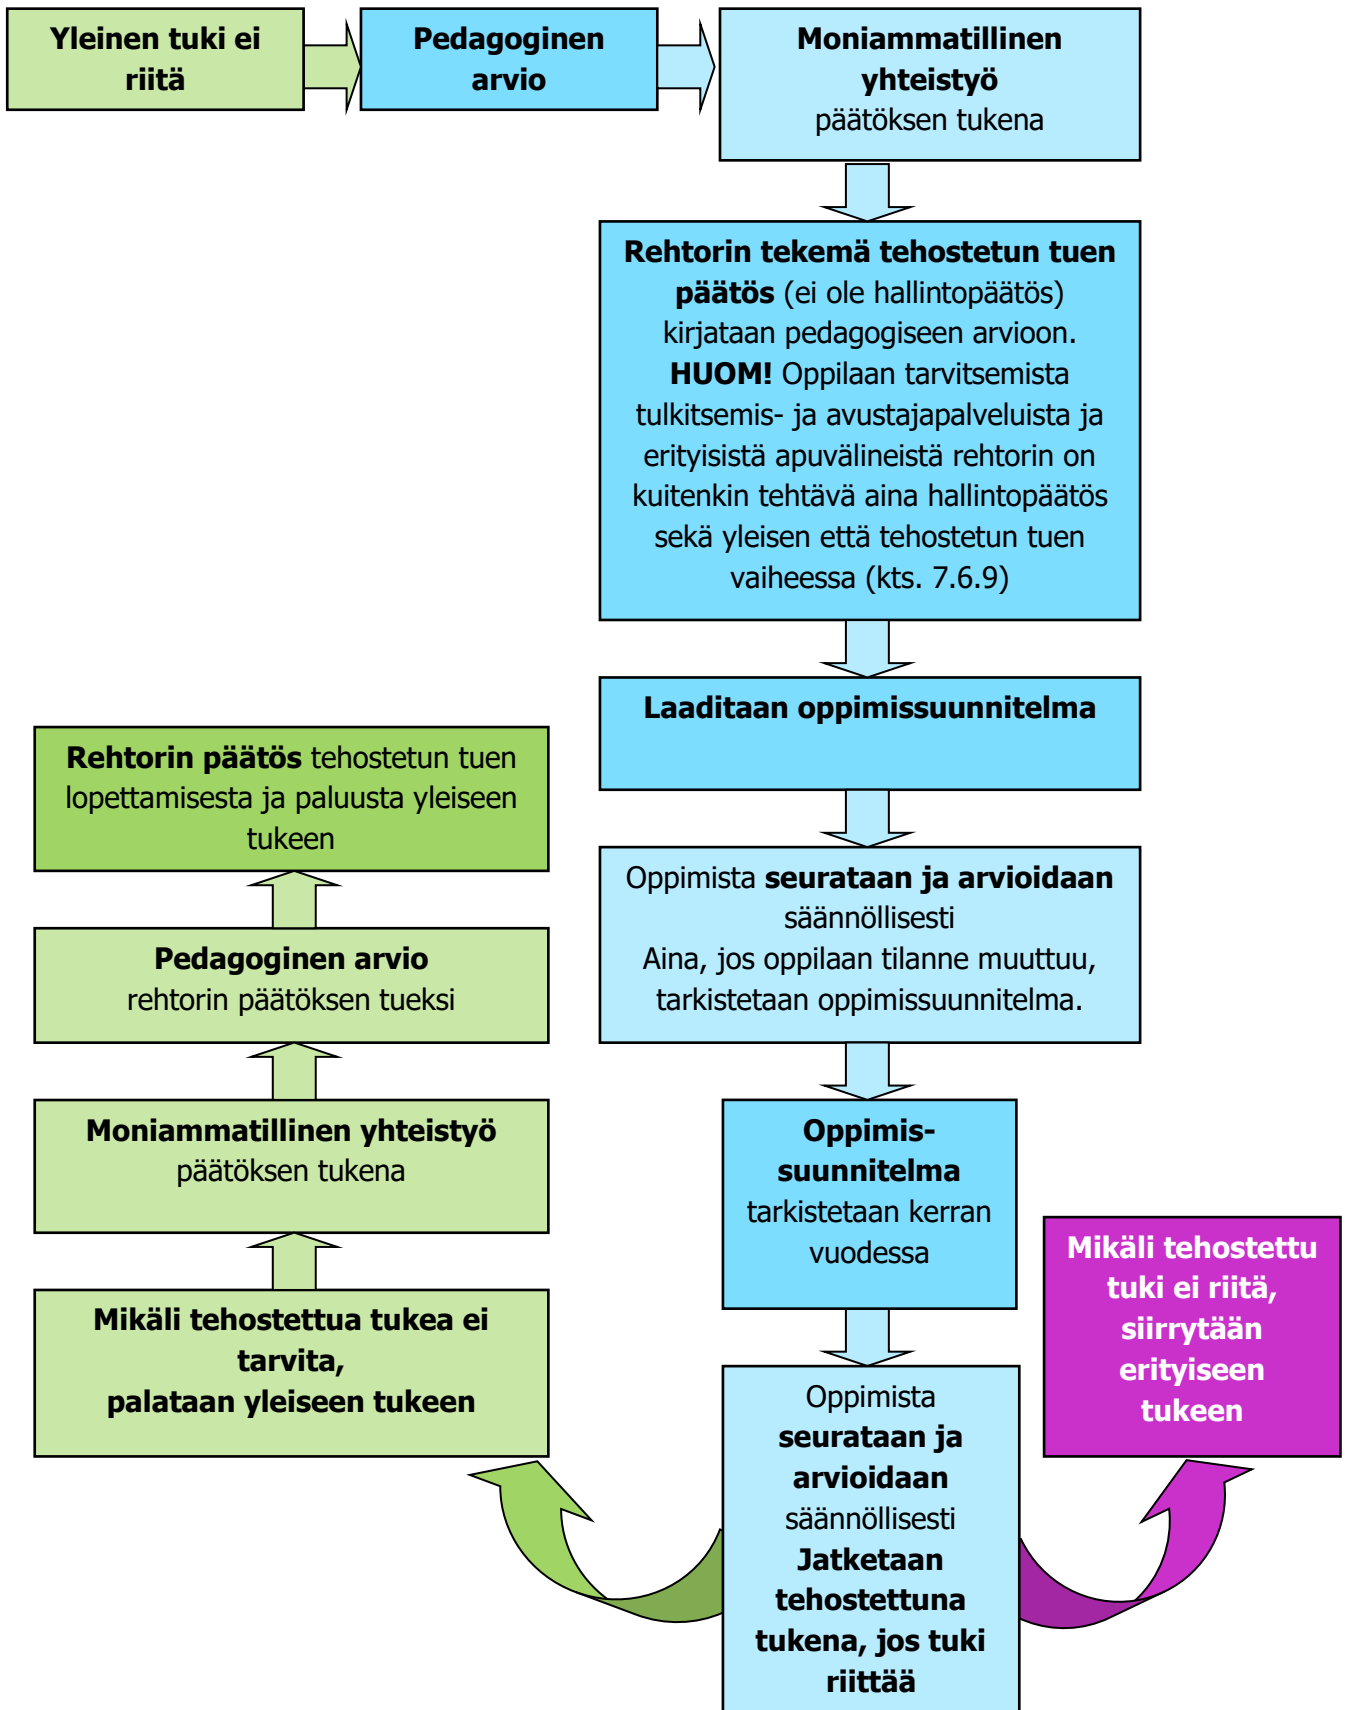 Yleinen tuki ei
riitä
Pedagoginen
arvio
Moniammatillinen
yhteistyö
päätöksen tukena
Rehtorin tekemä tehostetun tuen
päätös (ei ole hallintopäätös)
kirjataan pedagogiseen arvioon.
HUOM! Oppilaan tarvitsemista
tulkitsemis- ja avustajapalveluista ja
erityisistä apuvälineistä rehtorin on
kuitenkin tehtävä aina hallintopäätös
sekä yleisen että tehostetun tuen
vaiheessa (kts. 7.6.9)
Laaditaan oppimissuunnitelma
Oppimista seurataan ja arvioidaan
säännöllisesti
Aina, jos oppilaan tilanne muuttuu,
tarkistetaan oppimissuunnitelma.
Oppimis-
suunnitelma
tarkistetaan kerran
vuodessa
Oppimista
seurataan ja
arvioidaan
säännöllisesti
Jatketaan
tehostettuna
tukena, jos tuki
riittää
Mikäli tehostettu
tuki ei riitä,
siirrytään
erityiseen
tukeen
Mikäli tehostettua tukea ei
tarvita,
palataan yleiseen tukeen
Moniammatillinen yhteistyö
päätöksen tukena
Pedagoginen arvio
rehtorin päätöksen tueksi
Rehtorin päätös tehostetun tuen
lopettamisesta ja paluusta yleiseen
tukeen